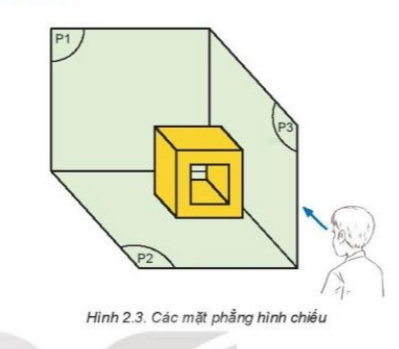 P1
P3
P2
Hình 2.3. Các mặt phẳng hình chiếu